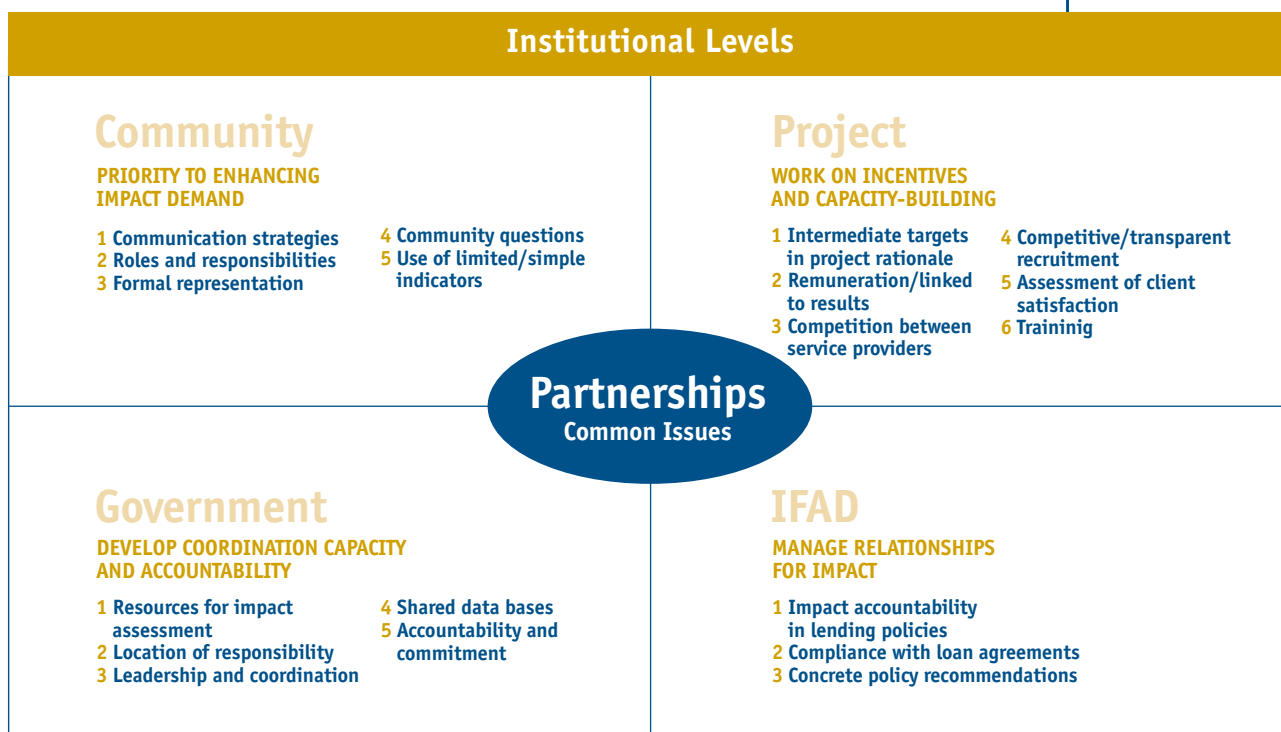 Institutional Levels
Community
PRIORITY TO ENHANCING
IMPACT DEMAND
1 Communication strategies
2 Roles and responsibilities
3 Formal representation
4 Community questions
5 Use of limited/simple
indicators
Project
WORK ON INCENTIVES
AND CAPACITY-BUILDING
1 Intermediate targets
in project rationale
2 Remuneration/linked
to results
3 Competition between
service providers
4 Competitive/transparent
recruitment
5 Assessment of client
satisfaction
6 Traininig
Partnerships
Common Issues
Government
DEVELOP COORDINATION CAPACITY
AND ACCOUNTABILITY
1 Resources for impact
assessment
2 Location of responsibility
3 Leadership and coordination
4 Shared data bases
5 Accountability and
commitment
IFAD
MANAGE RELATIONSHIPS
FOR IMPACT
1 Impact accountability
in lending policies
2 Compliance with loan agreements
3 Concrete policy recommendations